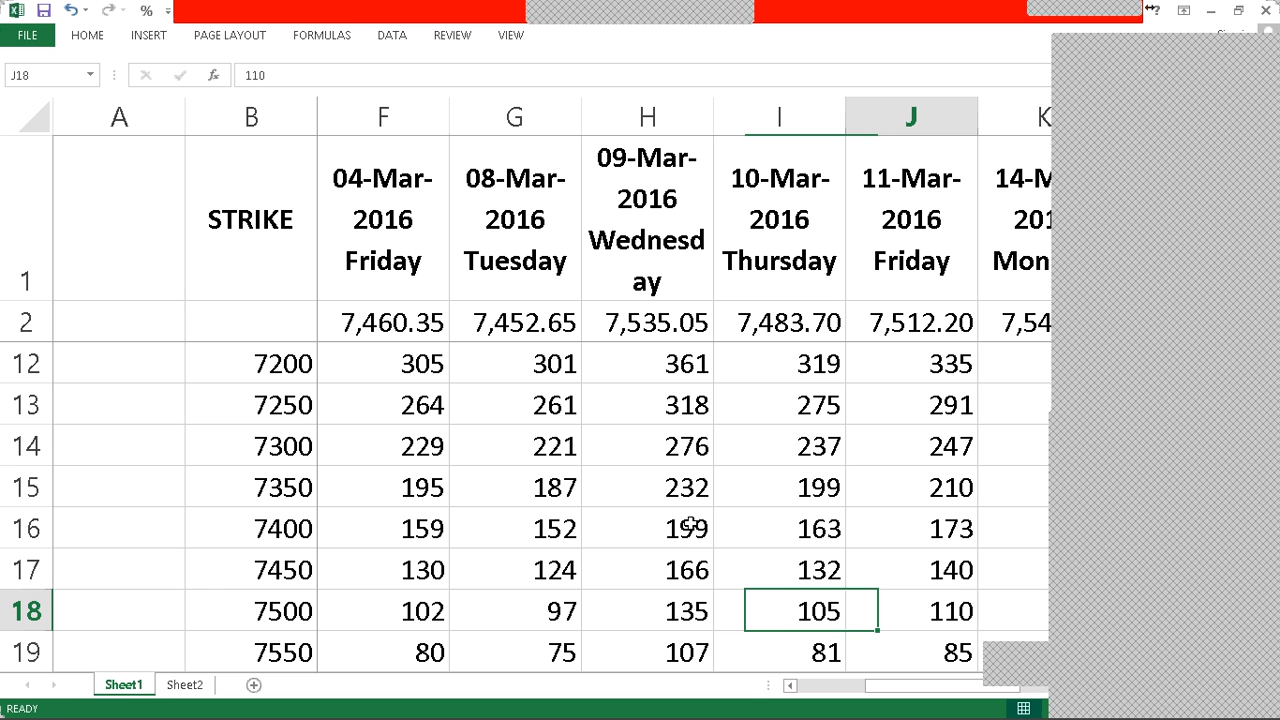 %
?
FILE HOME INSERT PAGE LAYOUT FORMULAS DATA REVIEW VIEW
J18 fx 110
A B F G H I J K
1 STRIKE
04-Mar-
2016
Friday
08-Mar-
2016
Tuesday
09-Mar-
2016
Wednesd
ay
10-Mar-
2016
Thursday
11-Mar-
2016
Friday
14-M
201
Mon
2 7,460.35 7,452.65 7,535.05 7,483.70 7,512.20 7,54
12 7200 305 301 361 319 335
13 7250 264 261 318 275 291
14 7300 229 221 276 237 247
15 7350 195 187 232 199 210
16 7400 159 152 199 163 173
17 7450 130 124 166 132 140
18 7500 102 97 135 105 110
19 7550 80 75 107 81 85
Sheet1 Sheet2
READY